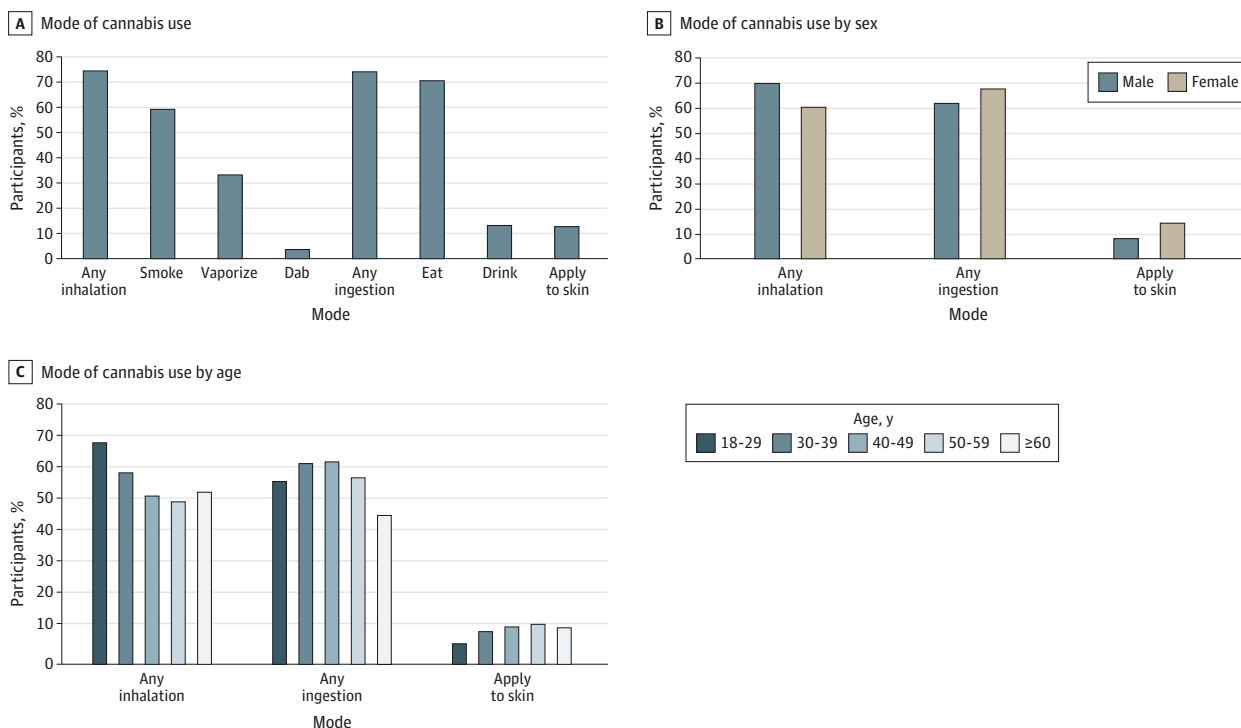 A Mode of cannabis use
80
70
60
50
40
30
20
10
0
Participants, %
Any inhalation
Smoke
Vaporize
Dab
Any ingestion
Eat
Drink
Apply to skin
Mode
B Mode of cannabis use by sex
Male Female
80
70
60
50
40
30
20
10
0
Participants, %
Any inhalation
Any ingestion
Apply to skin
Mode
C Mode of cannabis use by age
80
70
60
50
40
30
20
10
0
Participants, %
Any inhalation
Any ingestion
Apply to skin
Mode
Age, y
18-29 30-39 40-49 50-59 ≥60